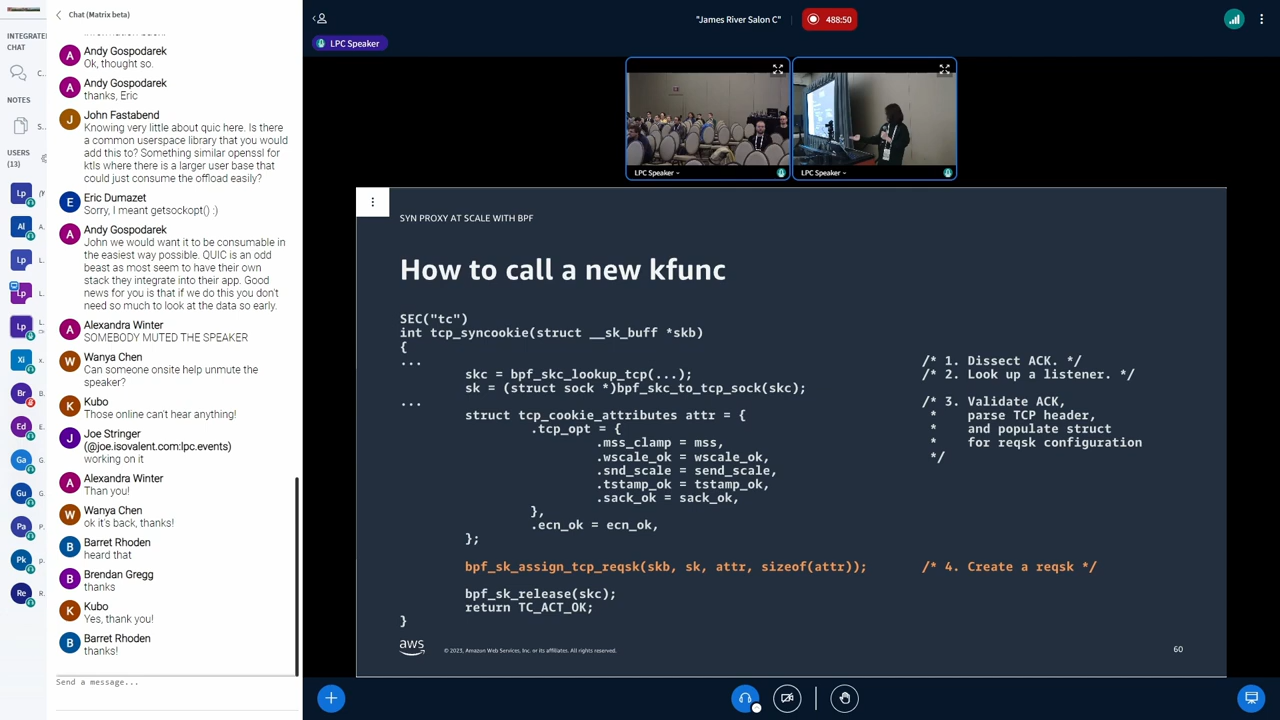 INTEGRATE
CHAT
NOTES
USERS
(13)
Lp
Al
Lp
Lp
Lp
Xi
Br
Ed
Ga
Gu
Pa
Pk
Re
Chat (Matrix beta)
Andy Gospodarek
Ok, thought so.
Andy Gospodarek
thanks, Eric
John Fastabend
Knowing very little about quic here. Is there
a common userspace library that you would
add this to? Something similar openssl for
ktls where there is a larger user base that
could just consume the offload easily?
Eric Dumazet
Sorry, I meant getsockopt() :)
Andy Gospodarek
John we would want it to be consumable in
the easiest way possible. QUIC is an odd
beast as most seem to have their own
stack they integrate into their app. Good
news for you is that if we do this you don't
need so much to look at the data so early.
Alexandra Winter
SOMEBODY MUTED THE SPEAKER
Wanya Chen
Can someone onsite help unmute the
speaker?
Kubo
Those online can't hear anything!
Joe Stringer
(@joe.isovalent.com:lpc.events)
working on it
Alexandra Winter
Than you!
Wanya Chen
ok it's back, thanks!
Barret Rhoden
heard that
Brendan Gregg
thanks
Kubo
Yes, thank you!
Barret Rhoden
thanks!
Send a message...
"James River Salon C"
488:50
LPC Speaker
LPC Speaker
LPC Speaker
SYN PROXY AT SCALE WITH BPF
How to call a new kfunc
SEC("tc")
int tcp_syncookie(struct __sk_buff *skb)
{
... /* 1. Dissect ACK. */
skc = bpf_skc_lookup_tcp(...); /* 2. Look up a listener. */
sk = (struct sock *)bpf_skc_to_tcp_sock(skc);
... /* 3. Validate ACK,
struct tcp_cookie_attributes attr = { * parse TCP header,
.tcp_opt = { * and populate struct
.mss_clamp = mss, * for reqsk configuration
.wscale_ok = wscale_ok, */
.snd_scale = send_scale,
.tstamp_ok = tstamp_ok,
.sack_ok = sack_ok,
},
.ecn_ok = ecn_ok,
};
bpf_sk_assign_tcp_reqsk(skb, sk, attr, sizeof(attr)); /* 4. Create a reqsk */
bpf_sk_release(skc);
return TC_ACT_OK;
}
aws
© 2023, Amazon Web Services, Inc. or its affiliates. All rights reserved.
60